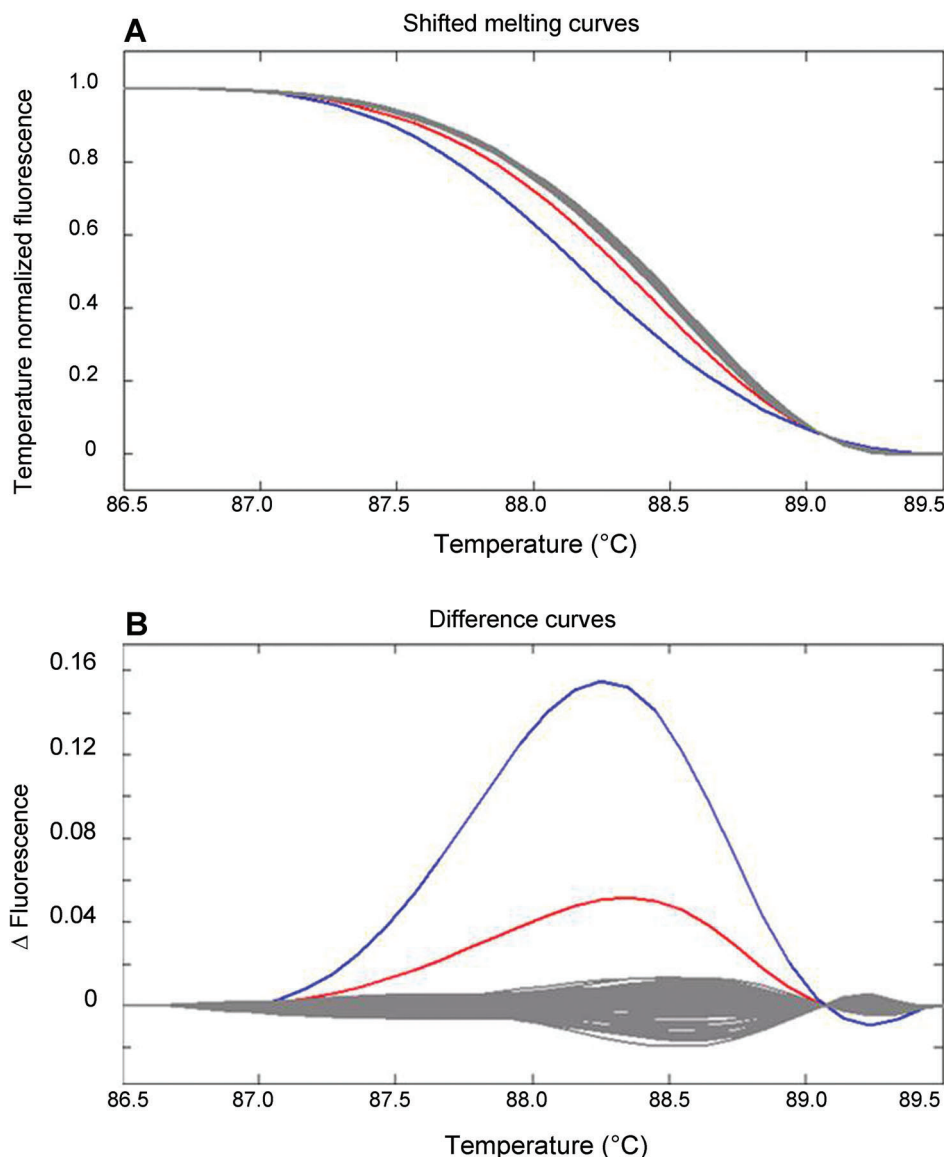 A
Shifted melting curves
Temperature normalized fluorescence
1.0
0.8
0.6
0.4
0.2
0
86.5 87.0 87.5 88.0 88.5 89.0 89.5
Temperature (°C)
B
Difference curves
Δ Fluorescence
0.16
0.12
0.08
0.04
0
86.5 87.0 87.5 88.0 88.5 89.0 89.5
Temperature (°C)